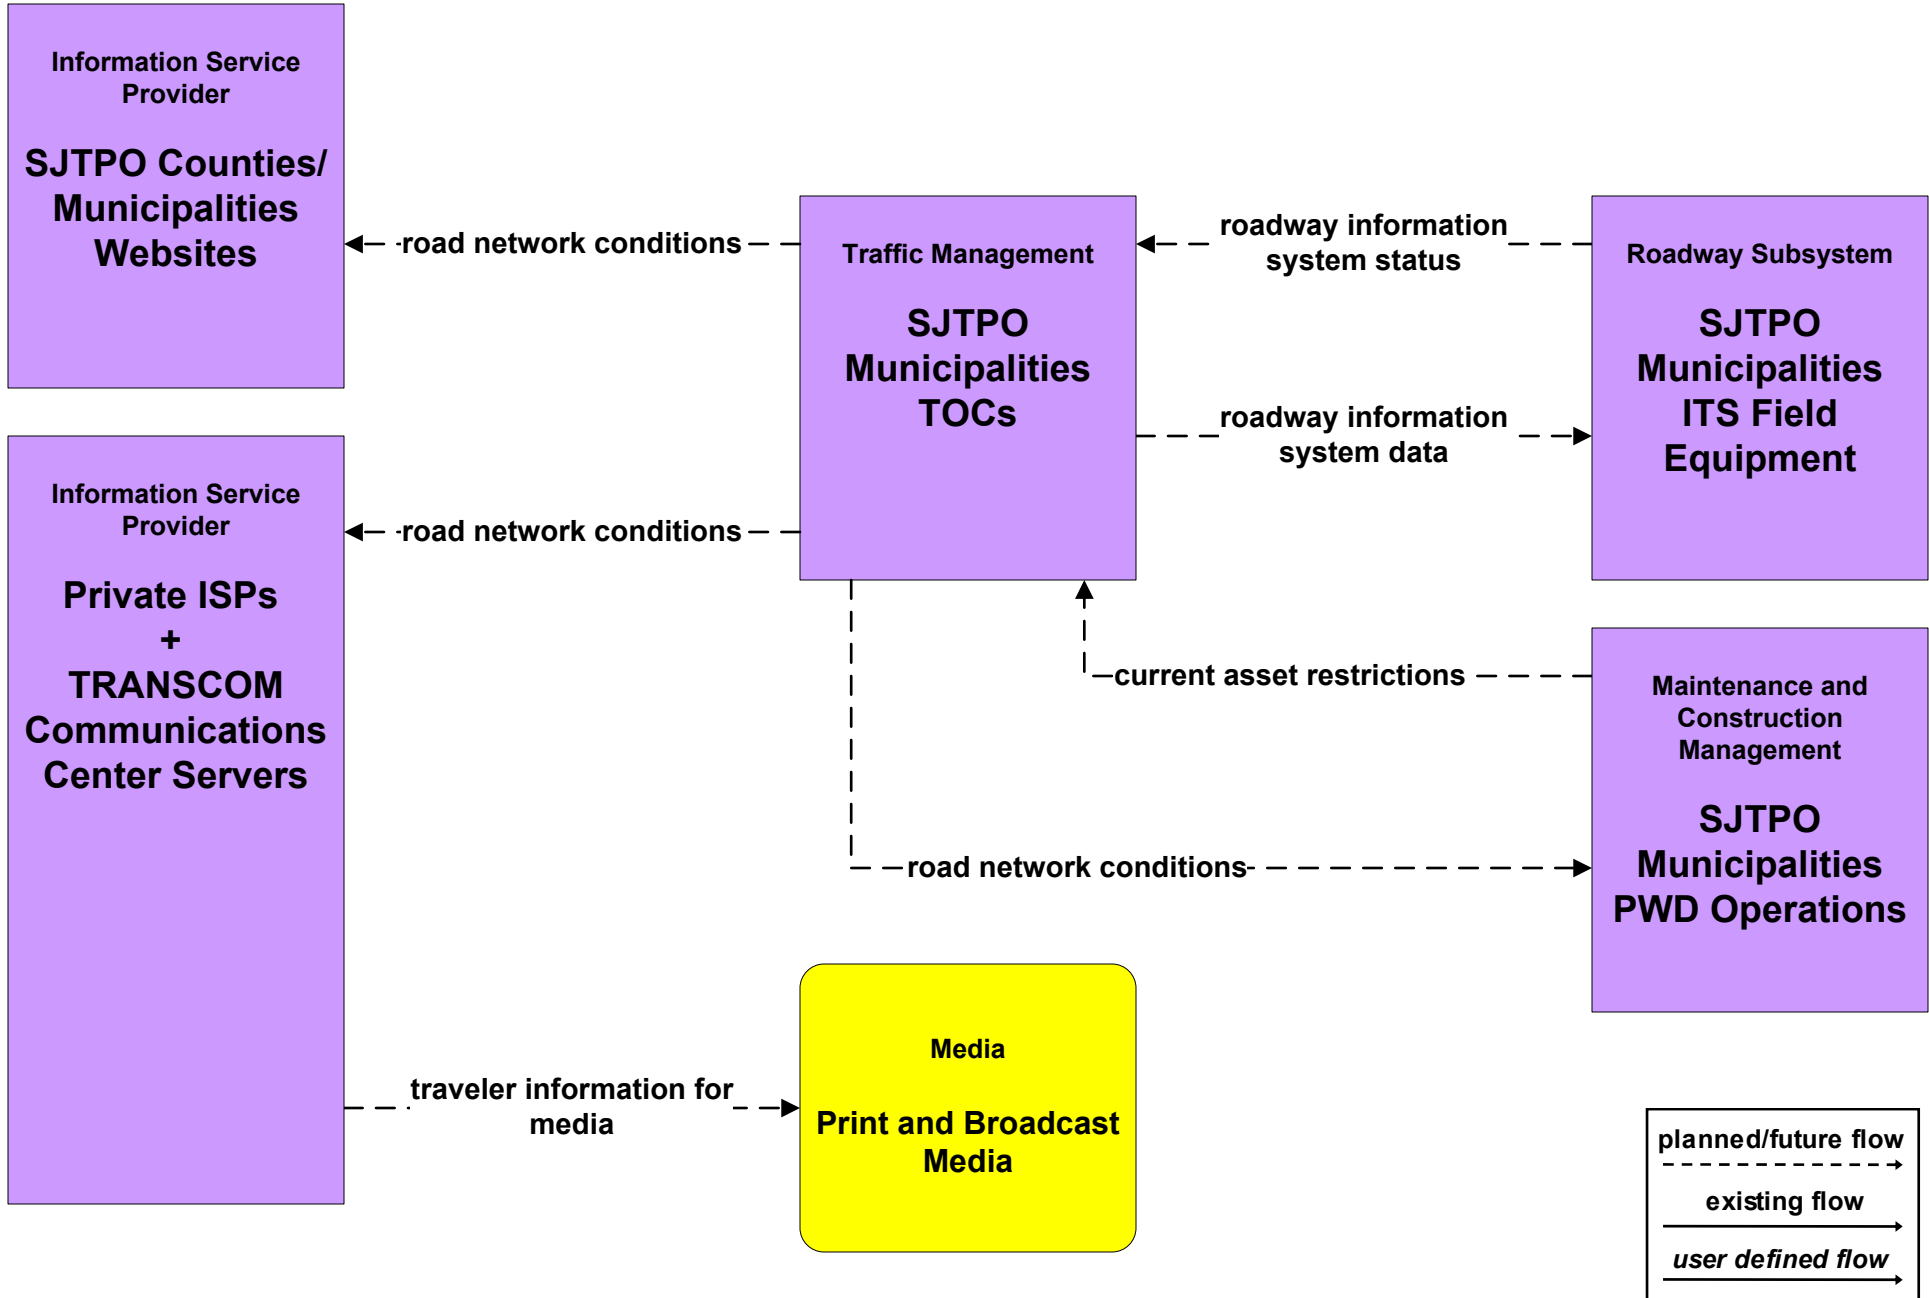 Information Service
Provider
SJTPO Counties/
Municipalities
Websites
road network conditions
Traffic Management
SJTPO
Municipalities
TOCs
roadway information
system status
roadway information
system data
Roadway Subsystem
SJTPO
Municipalities
ITS Field
Equipment
Information Service
Provider
Private ISPs
+
TRANSCOM
Communications
Center Servers
road network conditions
current asset restrictions
road network conditions
Maintenance and
Construction
Management
SJTPO
Municipalities
PWD Operations
traveler information for
media
Media
Print and Broadcast
Media
planned/future flow
existing flow
user defined flow